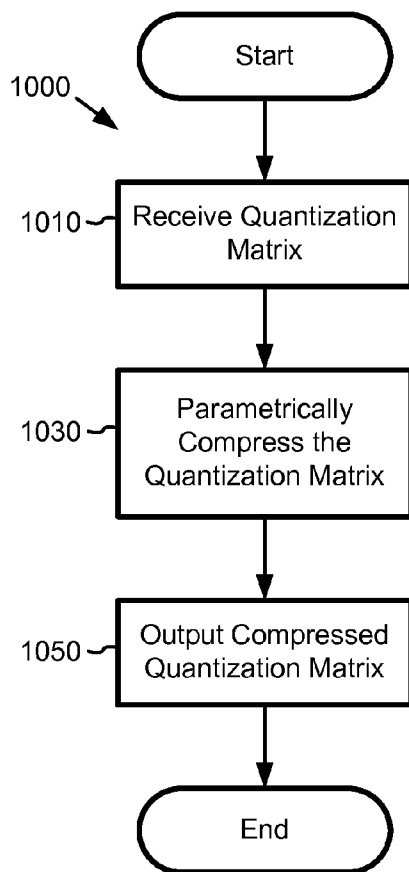 Start
1000
1010
Receive Quantization
Matrix
1030
Parametrically
Compress the
Quantization Matrix
1050
Output Compressed
Quantization Matrix
End